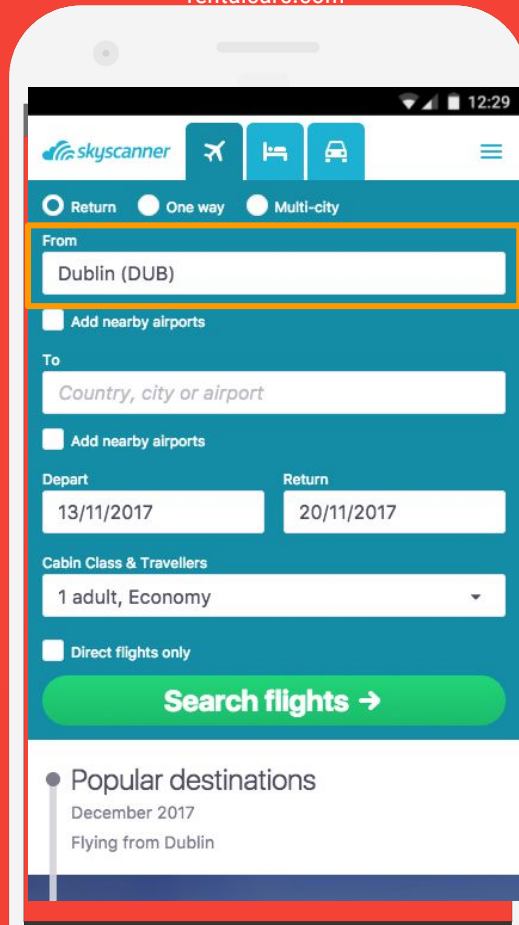 rentalcars.com
12:29
skyscanner
Return One way Multi-city
From
Dublin (DUB)
Add nearby airports
To
Country, city or airport
Add nearby airports
Depart Return
13/11/2017 20/11/2017
Cabin Class & Travellers
1 adult, Economy
Direct flights only
Search flights →
Popular destinations
December 2017
Flying from Dublin